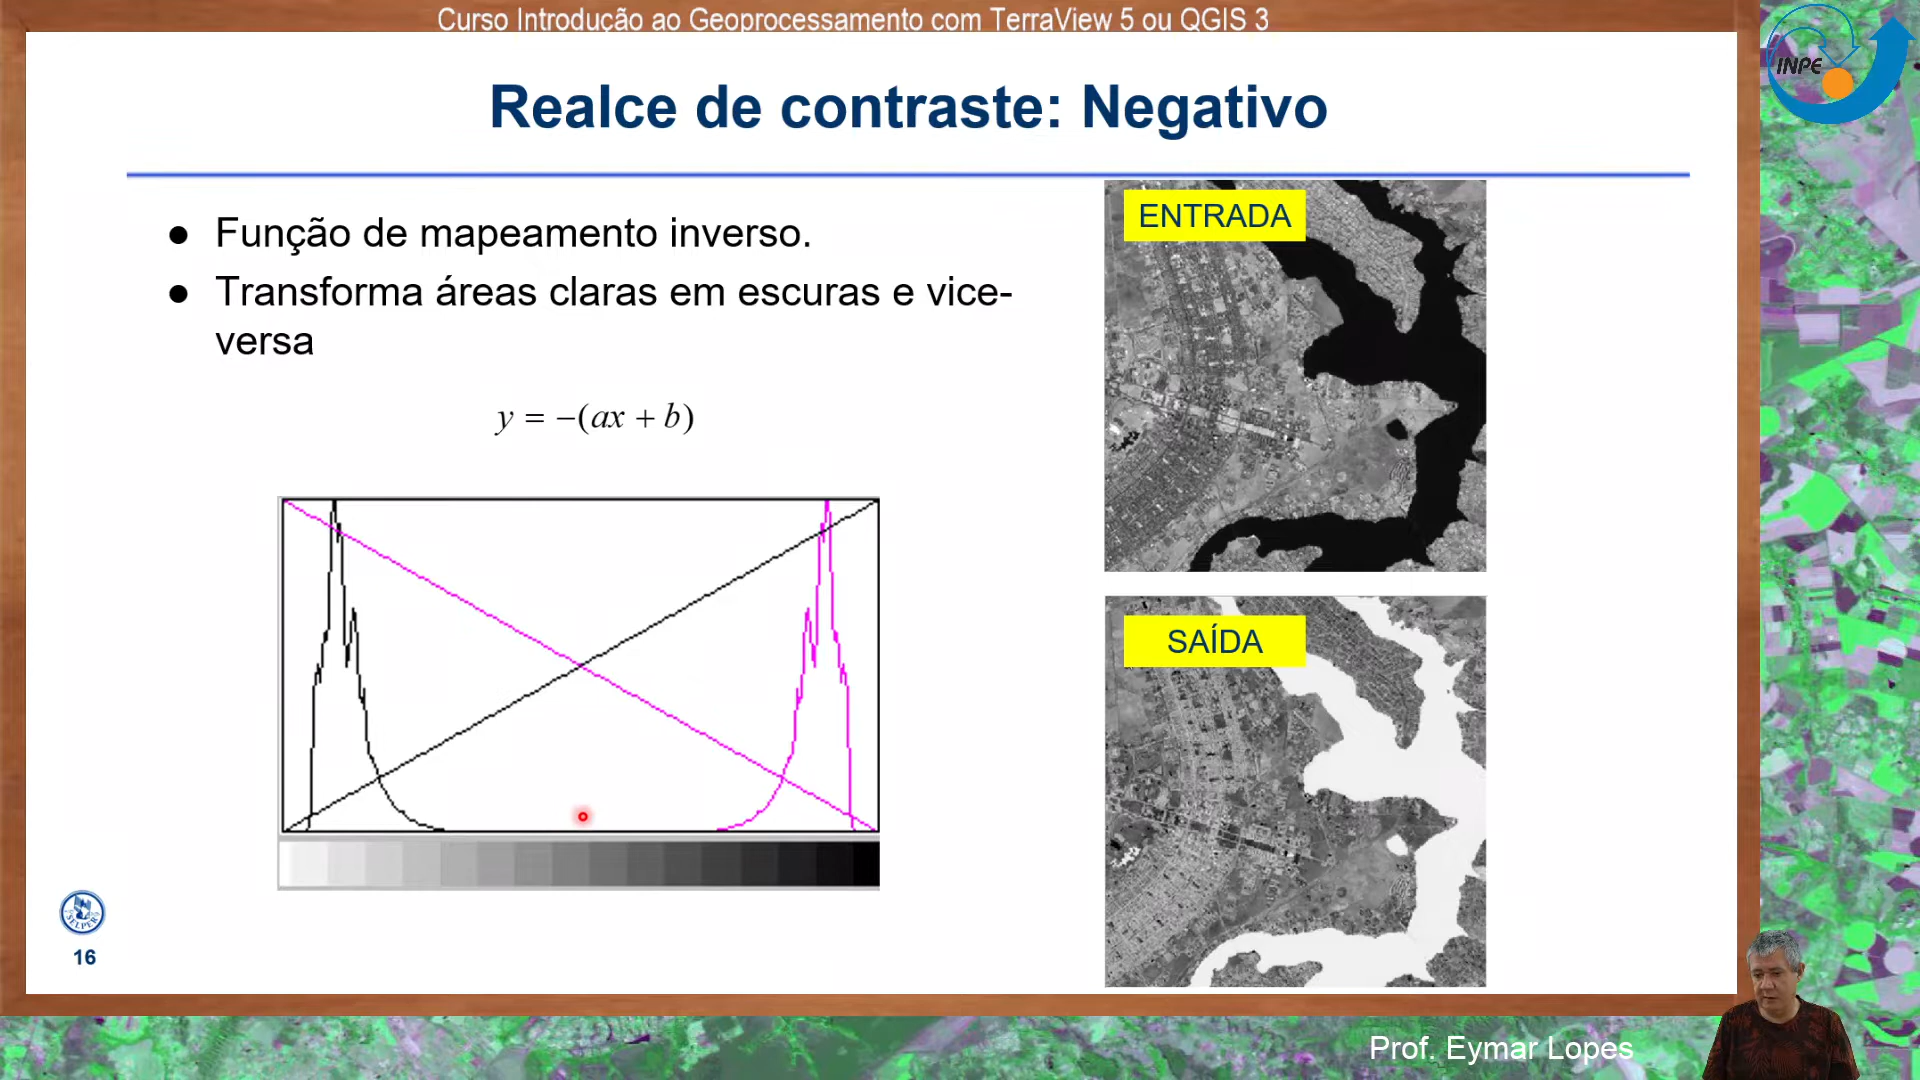 Curso Introdução ao Geoprocessamento com TerraView 5 ou QGIS 3
INPE
Realce de contraste: Negativo
● Função de mapeamento inverso.
● Transforma áreas claras em escuras e vice-
versa
y = −(ax + b)
ENTRADA
SAÍDA
SELPER
16
Prof. Eymar Lopes